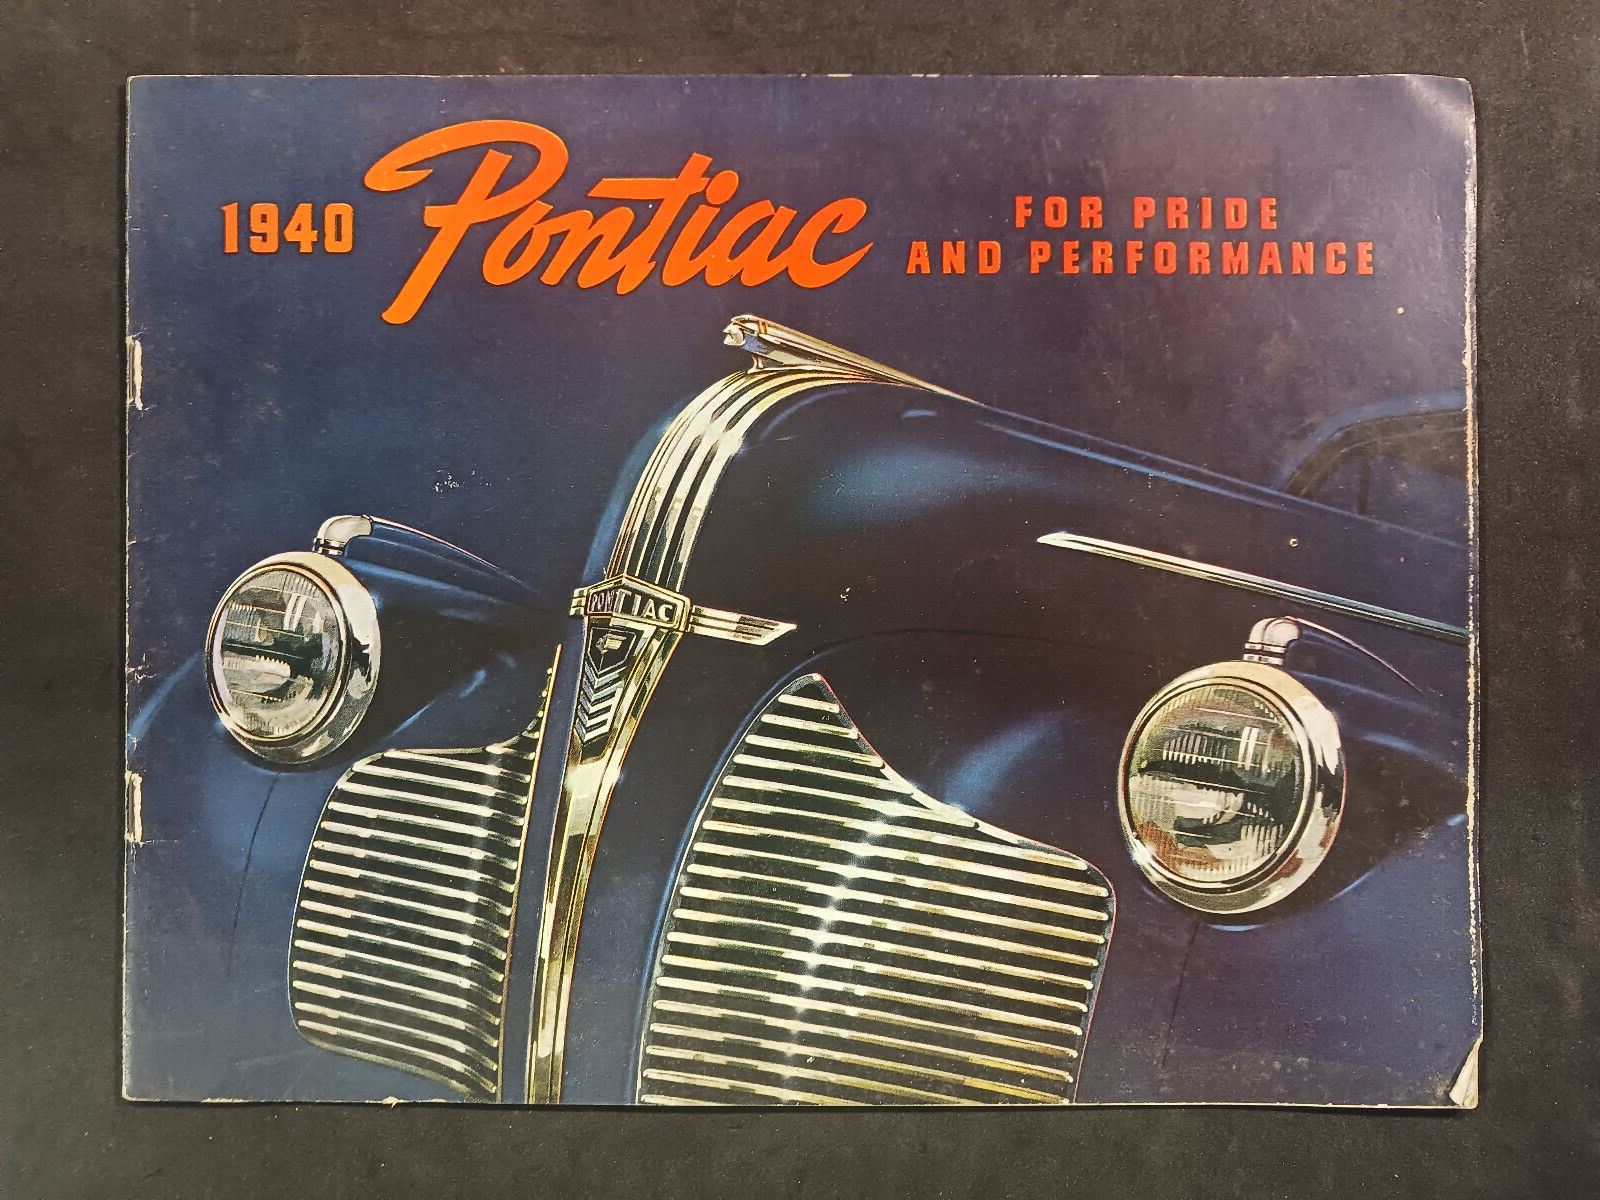 1940 Pontiac
FOR PRIDE
AND PERFORMANCE
PONTIAC